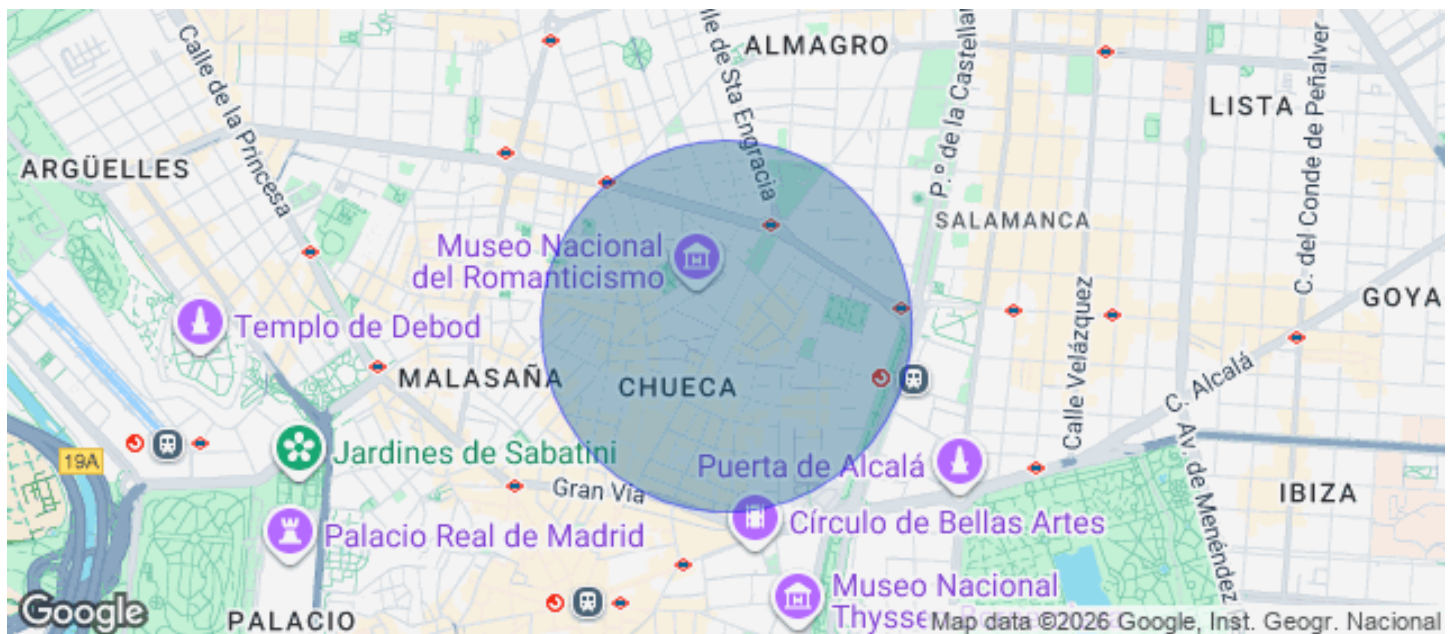 Calle de la Princesa
ARGÜELLES
ALMAGRO
lle de Sta Engracia
P.º de la Castella
LISTA
C. del Conde de Peñalver
SALAMANCA
Museo Nacional
del Romanticismo
GOYA
Templo de Debod
MALASAÑA
CHUECA
Calle Velázquez
C. Alcalá
Jardines de Sabatini
19A
Puerta de Alcalá
Gran Vía
Av. de Menéndez
IBIZA
Palacio Real de Madrid
Círculo de Bellas Artes
Museo Nacional
Thysse
PALACIO
Google
Map data ©2026 Google, Inst. Geogr. Nacional